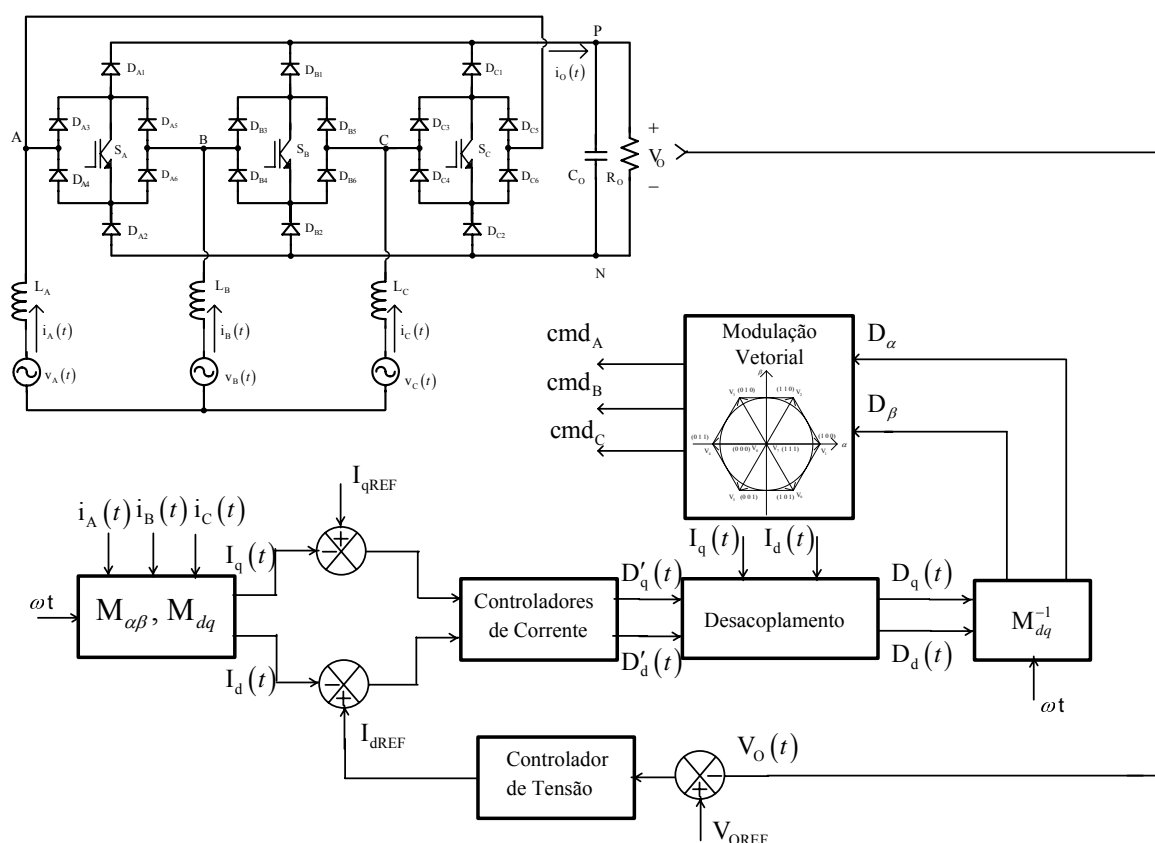 P
i_O(t)
D_A1
D_B1
D_C1
A
D_A3
D_A5
S_A
D_A4
D_A6
B
D_B3
D_B5
S_B
D_B4
D_B6
C
D_C3
D_C5
S_C
D_C4
D_C6
D_A2
D_B2
D_C2
C_O
R_O
+
V_O
−
N
L_A
L_B
L_C
i_A(t)
i_B(t)
i_C(t)
v_A(t)
v_B(t)
v_C(t)
cmd_A
cmd_B
cmd_C
Modulação
Vetorial
β
(0 1 0)
(1 1 0)
(0 1 1)
(1 0 0)
α
(0 0 0)
(1 1 1)
(0 0 1)
(1 0 1)
D_α
D_β
I_qREF
i_A(t) i_B(t) i_C(t)
I_q(t)
+
−
ωt
M_αβ, M_dq
I_d(t)
−
+
I_dREF
Controladores
de Corrente
D'_q(t)
D'_d(t)
I_q(t) I_d(t)
Desacoplamento
D_q(t)
D_d(t)
M_dq^-1
ωt
Controlador
de Tensão
V_O(t)
−
+
V_OREF